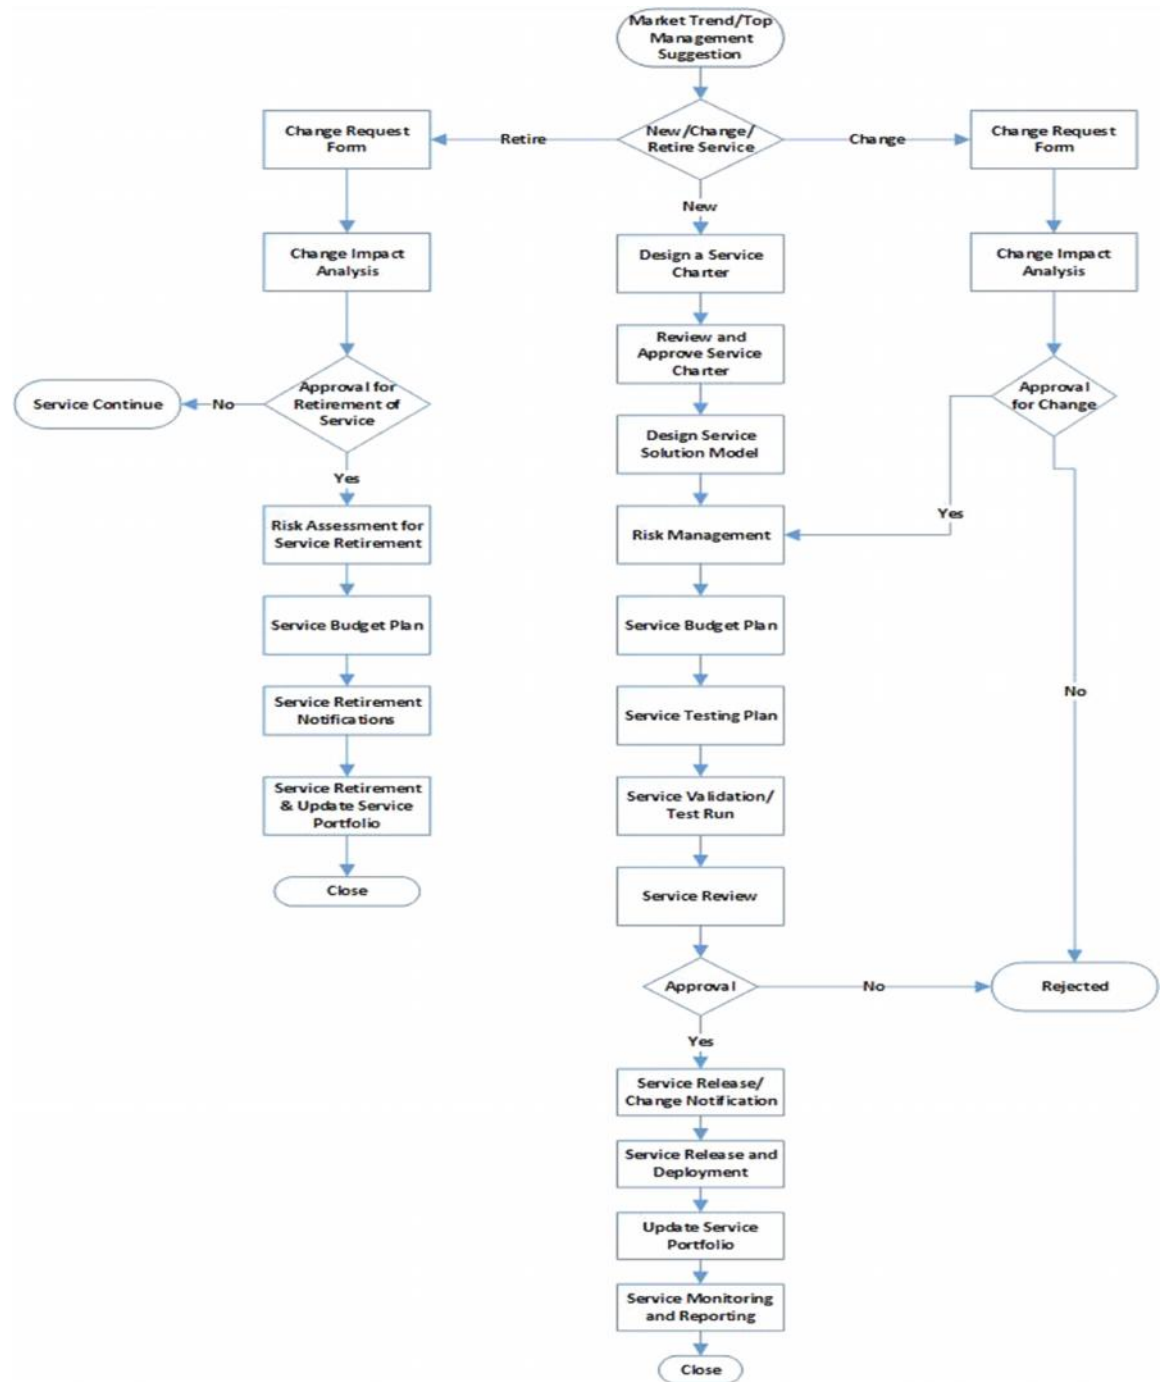 Market Trend/Top
Management
Suggestion
Change Request
Form
Retire
New/Change/
Retire Service
Change
Change Request
Form
New
Change Impact
Analysis
Design a Service
Charter
Change Impact
Analysis
Review and
Approve Service
Charter
Service Continue
No
Approval for
Retirement of
Service
Approval
for Change
Design Service
Solution Model
Yes
Risk Assessment for
Service Retirement
Risk Management
Yes
Service Budget Plan
Service Budget Plan
Service Retirement
Notifications
Service Testing Plan
No
Service Retirement
& Update Service
Portfolio
Service Validation/
Test Run
Close
Service Review
Approval
No
Rejected
Yes
Service Release/
Change Notification
Service Release and
Deployment
Update Service
Portfolio
Service Monitoring
and Reporting
Close